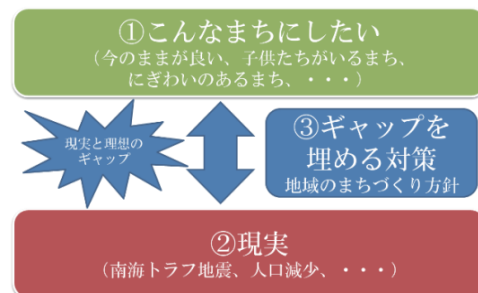 ①こんなまちにしたい
（今のままが良い、子供たちがいるまち、
にぎわいのあるまち、・・・）
現実と理想の
ギャップ
③ギャップを
埋める対策
地域のまちづくり方針
②現実
（南海トラフ地震、人口減少、・・・）